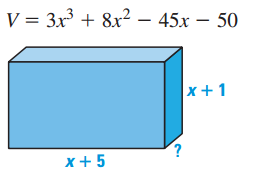 V = 3x³ + 8x² − 45x − 50
x + 1
?
x + 5